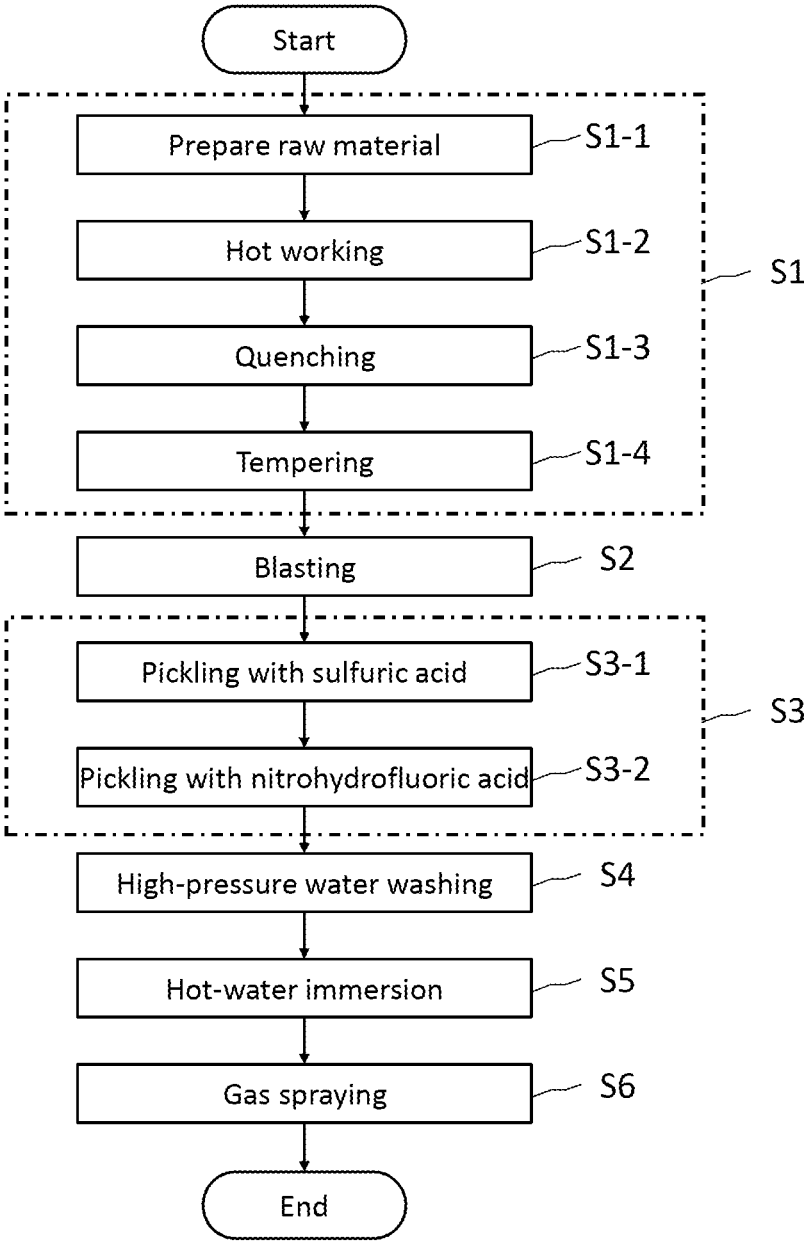 Start
Prepare raw material
S1-1
Hot working
S1-2
S1
Quenching
S1-3
Tempering
S1-4
Blasting
S2
Pickling with sulfuric acid
S3-1
S3
Pickling with nitrohydrofluoric acid
S3-2
High-pressure water washing
S4
Hot-water immersion
S5
Gas spraying
S6
End